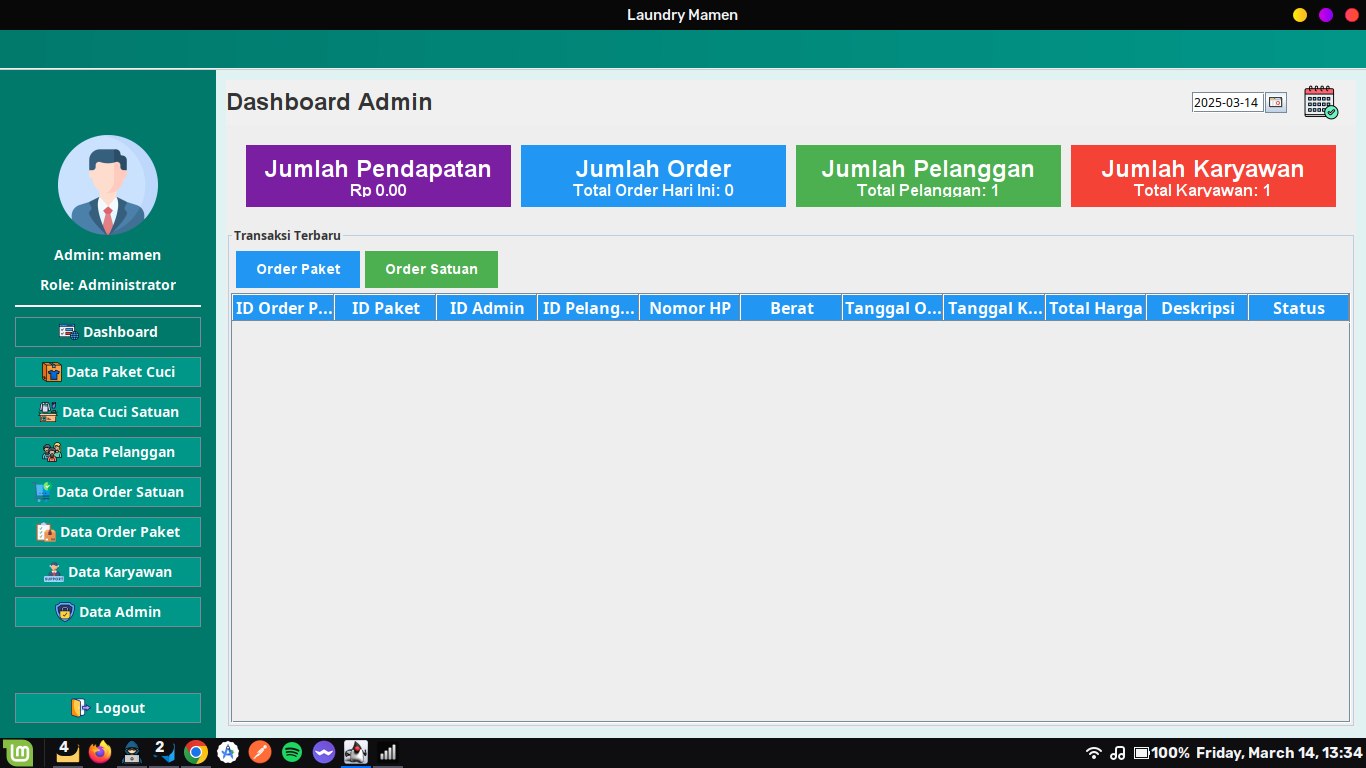 Laundry Mamen
Dashboard Admin
2025-03-14
Jumlah Pendapatan
Rp 0.00
Jumlah Order
Total Order Hari Ini: 0
Jumlah Pelanggan
Total Pelanggan: 1
Jumlah Karyawan
Total Karyawan: 1
Admin: mamen
Role: Administrator
Dashboard
Data Paket Cuci
Data Cuci Satuan
Data Pelanggan
Data Order Satuan
Data Order Paket
SUPPORT
Data Karyawan
Data Admin
Logout
Transaksi Terbaru
Order Paket
Order Satuan
ID Order P... ID Paket ID Admin ID Pelang... Nomor HP Berat Tanggal O... Tanggal K... Total Harga Deskripsi Status
4
2
100% Friday, March 14, 13:34